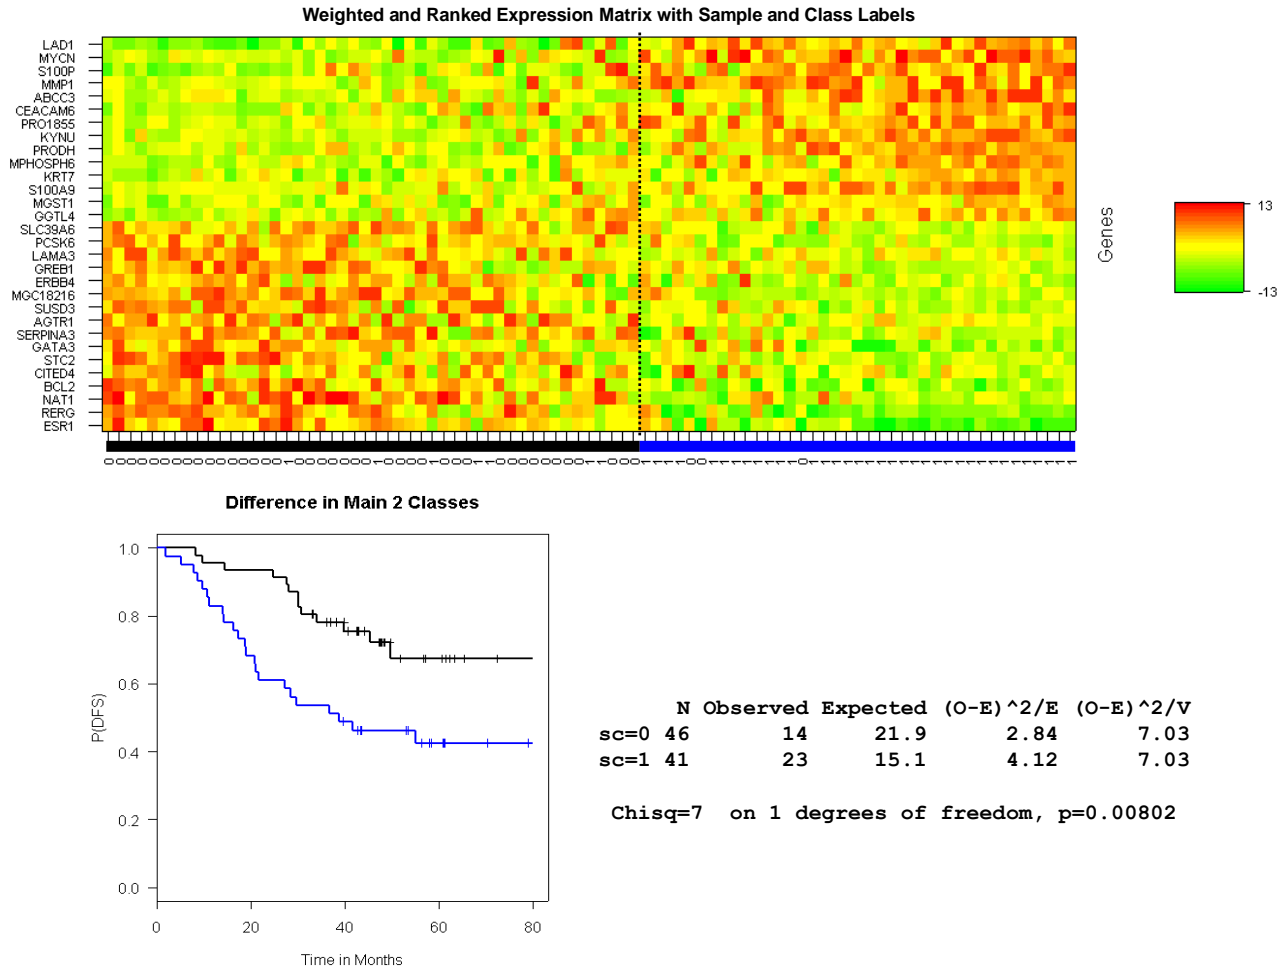 Weighted and Ranked Expression Matrix with Sample and Class Labels
LAD1
MYCN
S100P
MMP1
ABCC3
CEACAM6
PRO1855
KYNU
PRODH
MPHOSPH6
KRT7
S100A9
MGST1
GGTL4
SLC39A6
PCSK6
LAMA3
GREB1
ERBB4
MGC18216
SUSD3
AGTR1
SERPINA3
GATA3
STC2
CITED4
BCL2
NAT1
RERG
ESR1
Genes
13
-13
Difference in Main 2 Classes
P(DFS)
1.0
0.8
0.6
0.4
0.2
0.0
0 20 40 60 80
Time in Months
N Observed Expected (O-E)^2/E (O-E)^2/V
sc=0 46 14 21.9 2.84 7.03
sc=1 41 23 15.1 4.12 7.03
Chisq=7 on 1 degrees of freedom, p=0.00802